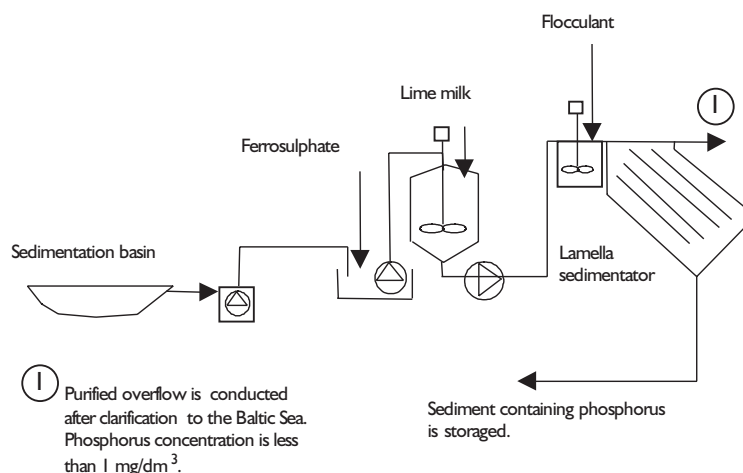 Flocculant
Lime milk
I
Ferrosulphate
Sedimentation basin
Lamella
sedimentator
I
Purified overflow is conducted
after clarification to the Baltic Sea.
Phosphorus concentration is less
than 1 mg/dm³.
Sediment containing phosphorus
is storaged.